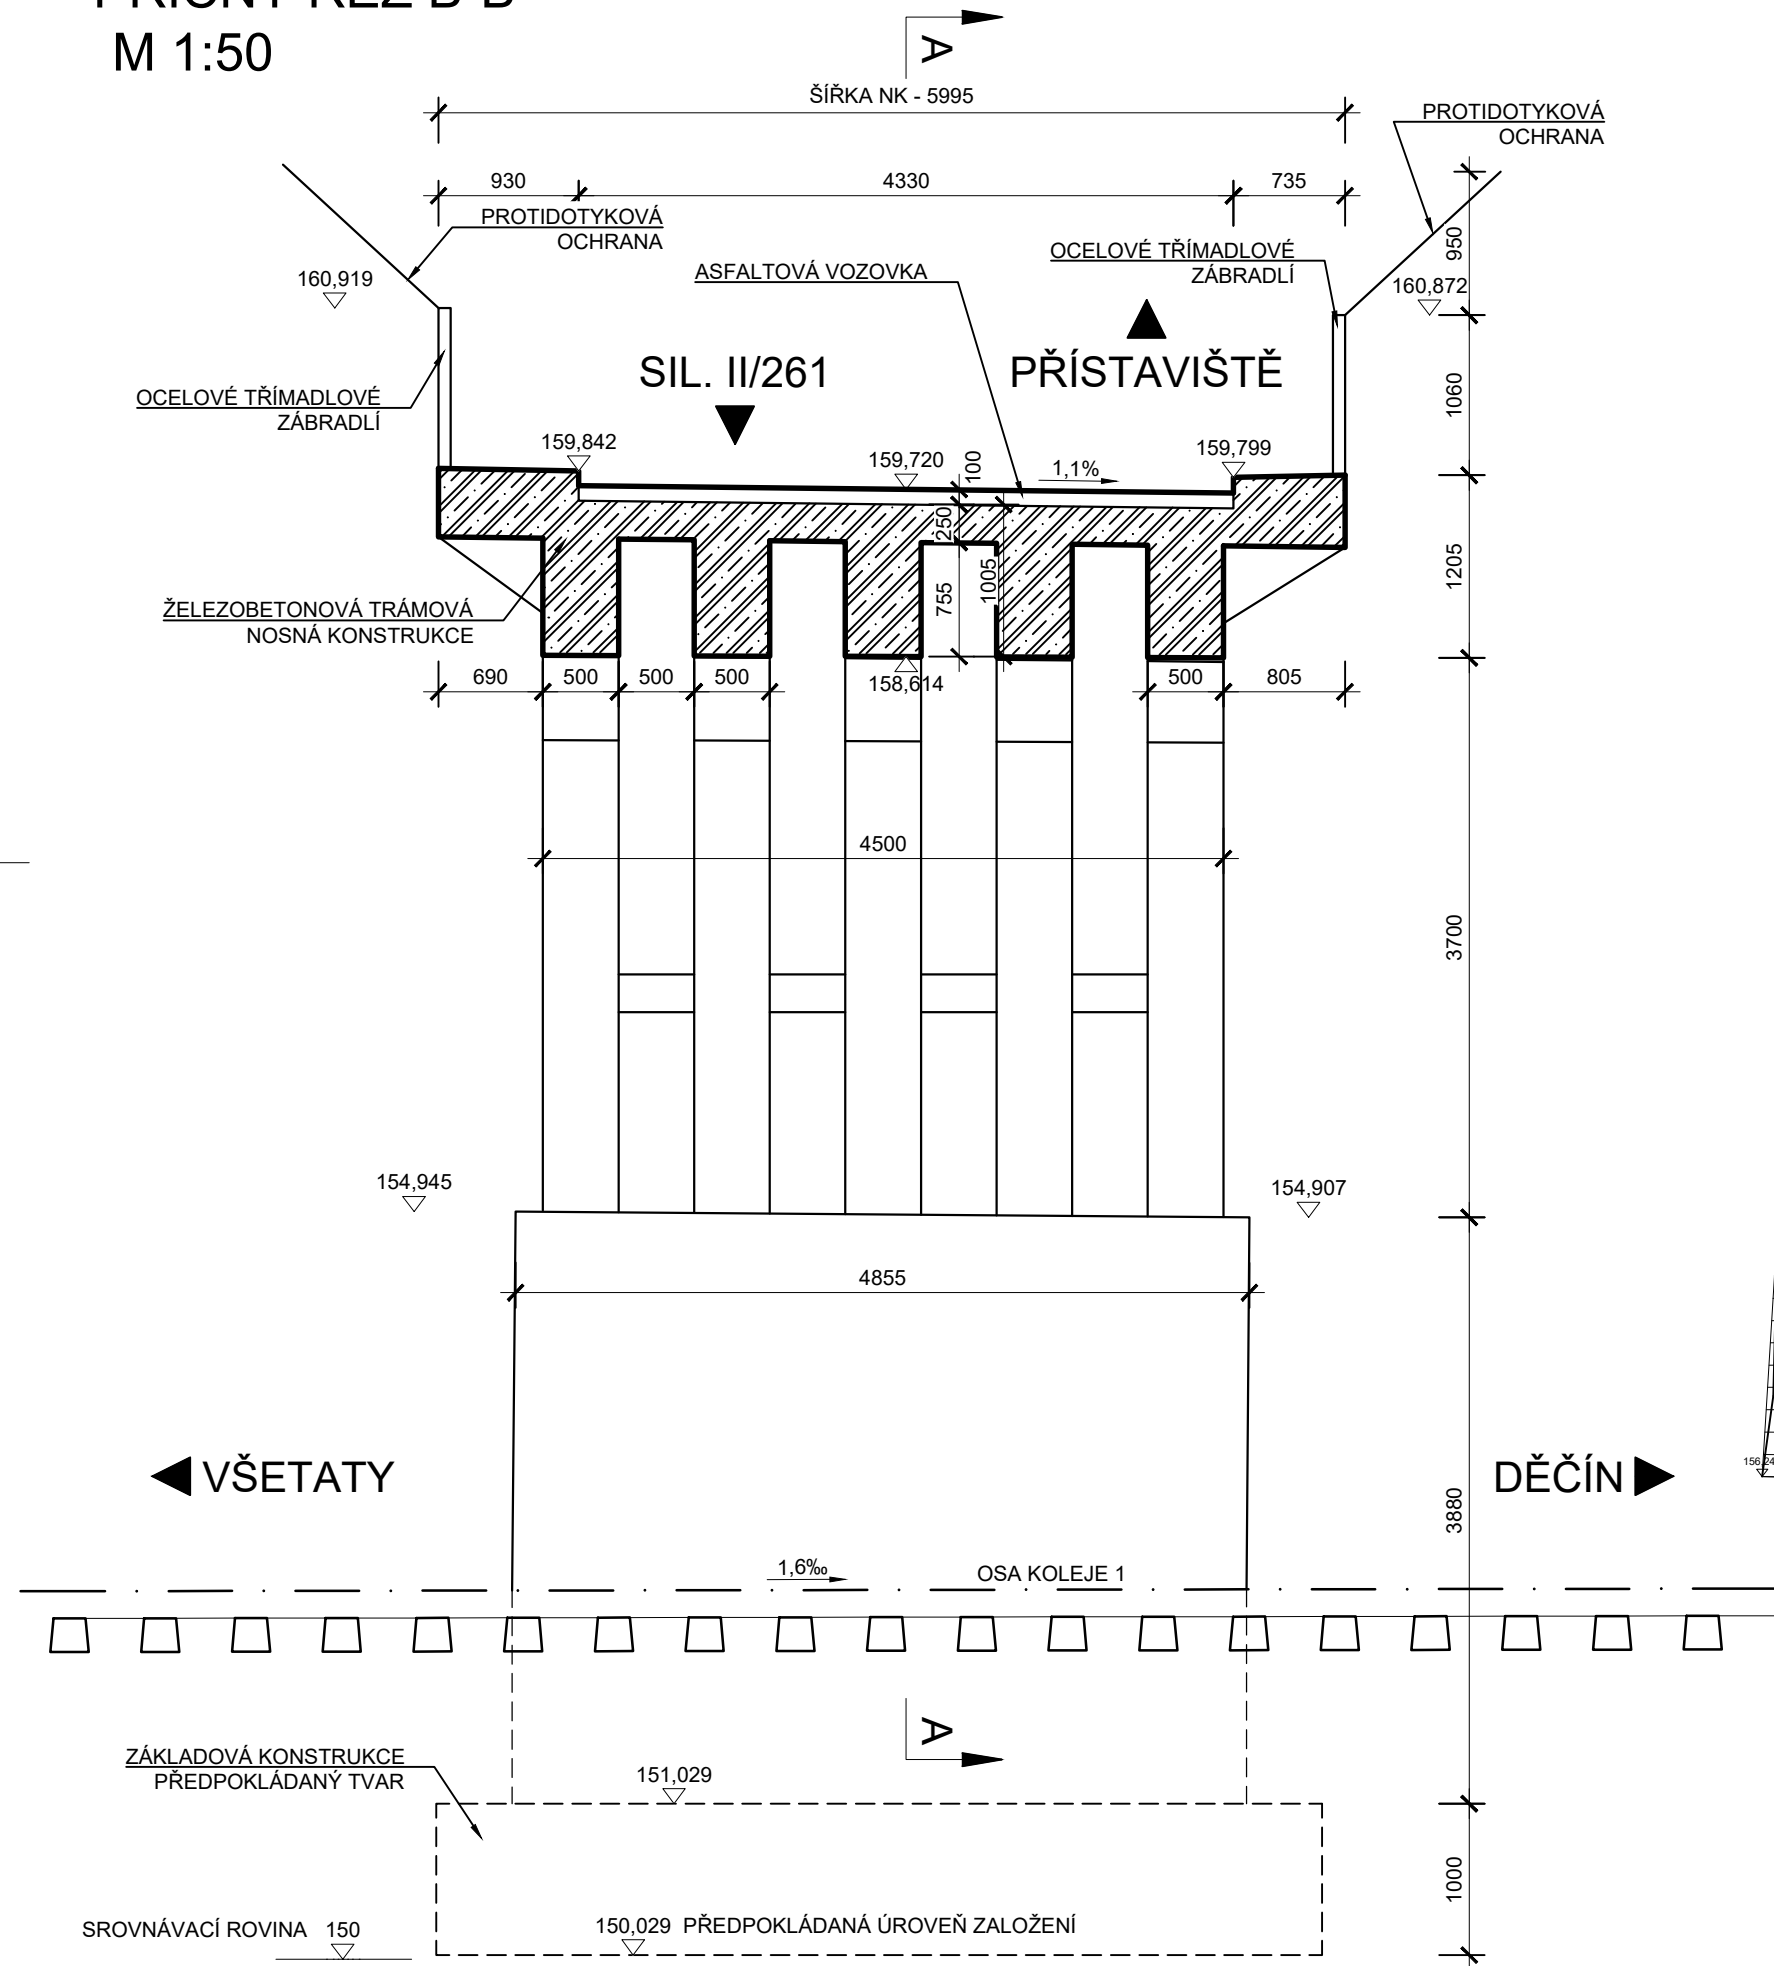 M 1:50
A
ŠÍŘKA NK - 5995
PROTIDOTYKOVÁ
OCHRANA
930
4330
735
PROTIDOTYKOVÁ
OCHRANA
950
OCELOVÉ TŘÍMADLOVÉ
ZÁBRADLÍ
ASFALTOVÁ VOZOVKA
160,919
160,872
SIL. II/261
PŘÍSTAVIŠTĚ
OCELOVÉ TŘÍMADLOVÉ
ZÁBRADLÍ
1060
159,842
159,720
100
1,1%
159,799
250
755
1005
1205
ŽELEZOBETONOVÁ TRÁMOVÁ
NOSNÁ KONSTRUKCE
690
500
500
500
158,614
500
805
4500
3700
154,945
154,907
4855
VŠETATY
DĚČÍN
3880
1,6‰
OSA KOLEJE 1
A
ZÁKLADOVÁ KONSTRUKCE
PŘEDPOKLÁDANÝ TVAR
151,029
1000
SROVNÁVACÍ ROVINA 150
150,029 PŘEDPOKLÁDANÁ ÚROVEŇ ZALOŽENÍ